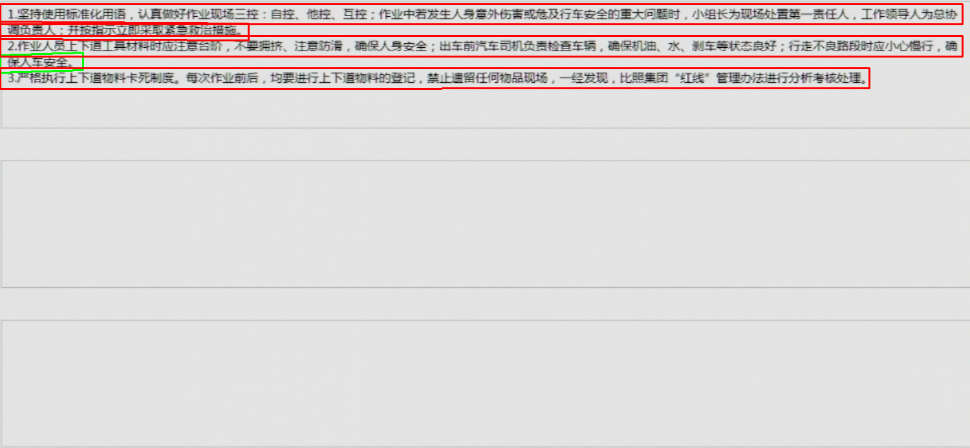 1.坚持使用标准化用语，认真做好作业现场三控：自控、他控、互控；作业中若发生人身意外伤害或危及行车安全的重大问题时，小组长为现场处置第一责任人，工作领导人为总协
调负责人；并按指示立即采取紧急救治措施。
2.作业人员上下道工具材料时应注意台阶，不要拥挤、注意防滑，确保人身安全；出车前汽车司机负责检查车辆，确保机油、水、刹车等状态良好；行走不良路段时应小心慢行，确
保人车安全。
3.严格执行上下道物料卡死制度。每次作业前后，均要进行上下道物料的登记，禁止遗留任何物品现场，一经发现，比照集团“红线”管理办法进行分析考核处理。